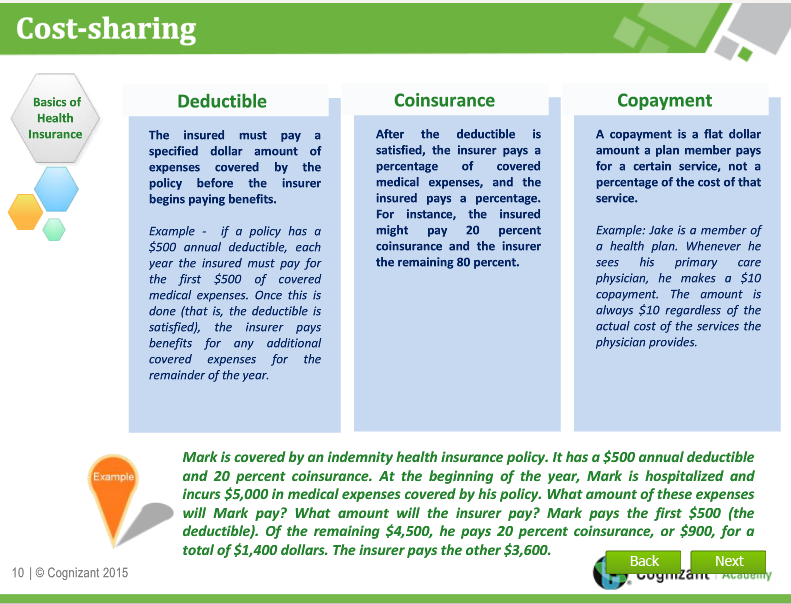 Cost-sharing
Basics of
Health
Insurance
Deductible
The insured must pay a
specified dollar amount of
expenses covered by the
policy before the insurer
begins paying benefits.
Example - if a policy has a
$500 annual deductible, each
year the insured must pay for
the first $500 of covered
medical expenses. Once this is
done (that is, the deductible is
satisfied), the insurer pays
benefits for any additional
covered expenses for the
remainder of the year.
Coinsurance
After the deductible is
satisfied, the insurer pays a
percentage of covered
medical expenses, and the
insured pays a percentage.
For instance, the insured
might pay 20 percent
coinsurance and the insurer
the remaining 80 percent.
Copayment
A copayment is a flat dollar
amount a plan member pays
for a certain service, not a
percentage of the cost of that
service.
Example: Jake is a member of
a health plan. Whenever he
sees his primary care
physician, he makes a $10
copayment. The amount is
always $10 regardless of the
actual cost of the services the
physician provides.
Example
Mark is covered by an indemnity health insurance policy. It has a $500 annual deductible
and 20 percent coinsurance. At the beginning of the year, Mark is hospitalized and
incurs $5,000 in medical expenses covered by his policy. What amount of these expenses
will Mark pay? What amount will the insurer pay? Mark pays the first $500 (the
deductible). Of the remaining $4,500, he pays 20 percent coinsurance, or $900, for a
total of $1,400 dollars. The insurer pays the other $3,600.
Back Next
10 | © Cognizant 2015
Cognizant | Academy